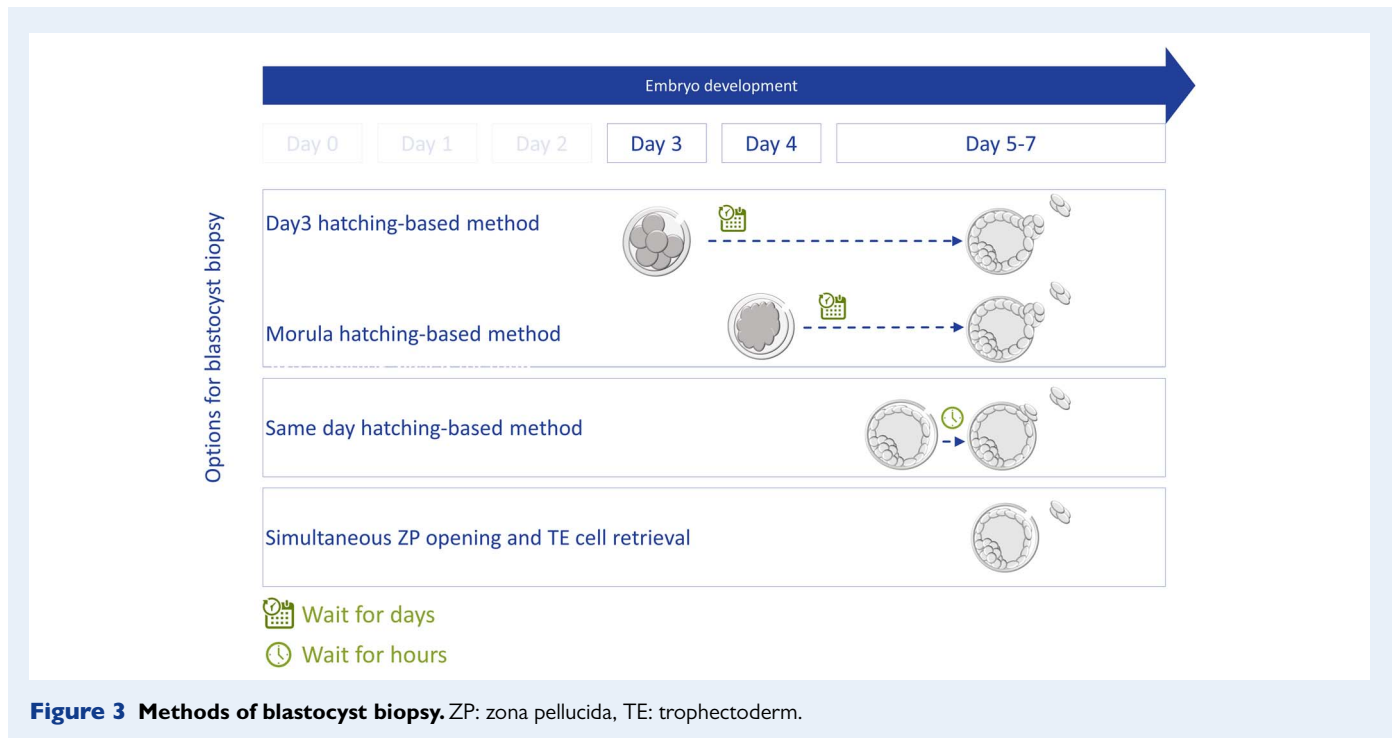 Embryo development
Day 0 Day 1 Day 2 Day 3 Day 4 Day 5-7
Options for blastocyst biopsy
Day3 hatching-based method
Morula hatching-based method
Same day hatching-based method
Simultaneous ZP opening and TE cell retrieval
Wait for days
Wait for hours
Figure 3 Methods of blastocyst biopsy. ZP: zona pellucida, TE: trophectoderm.